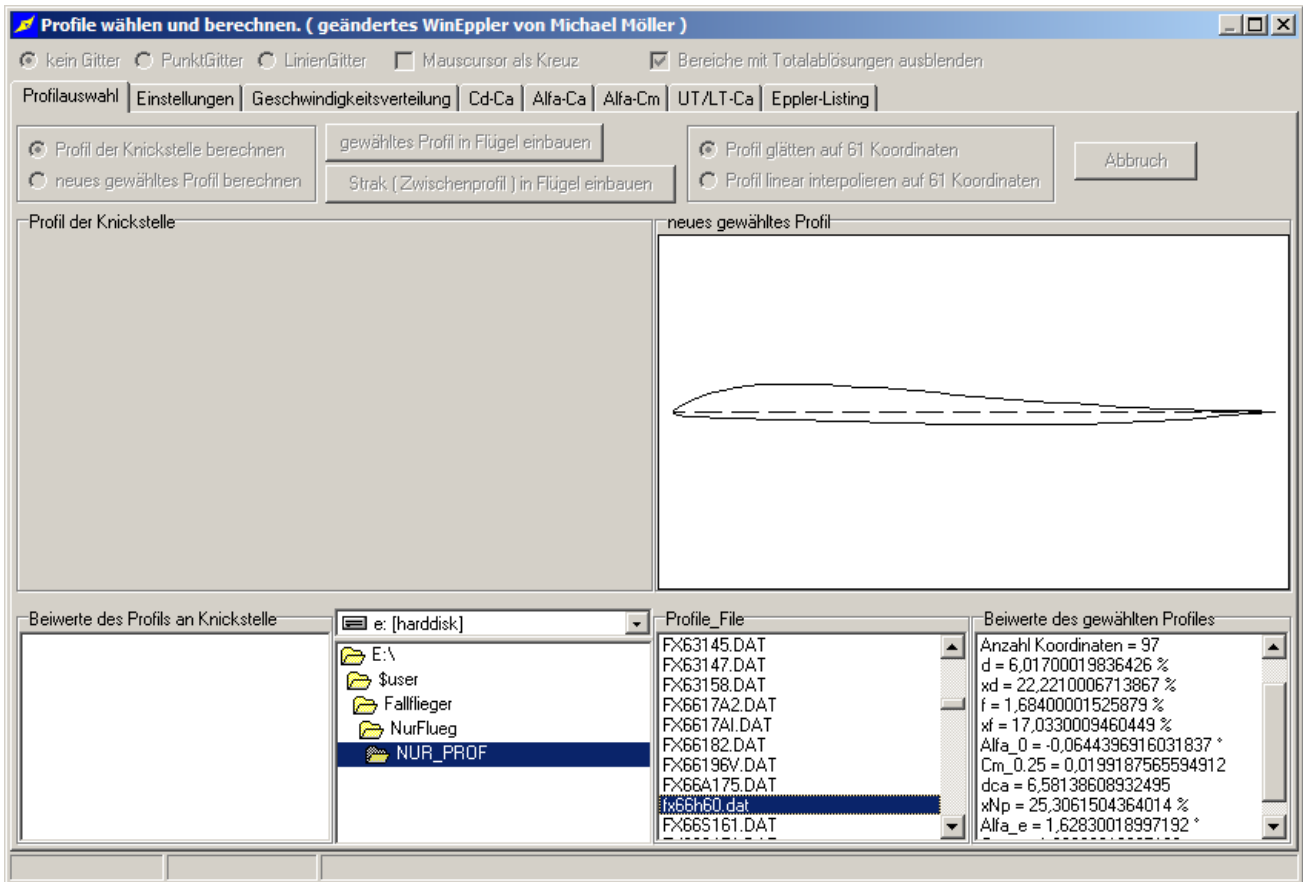 Profile wählen und berechnen. ( geändertes WinEppler von Michael Möller )
kein Gitter PunktGitter LinienGitter Mauscursor als Kreuz Bereiche mit Totalablösungen ausblenden
Profilauswahl Einstellungen Geschwindigkeitsverteilung Cd-Ca Alfa-Ca Alfa-Cm UT/LT-Ca Eppler-Listing
Profil der Knickstelle berechnen
neues gewähltes Profil berechnen
gewähltes Profil in Flügel einbauen
Strak ( Zwischenprofil ) in Flügel einbauen
Profil glätten auf 61 Koordinaten
Profil linear interpolieren auf 61 Koordinaten
Abbruch
Profil der Knickstelle
neues gewähltes Profil
Beiwerte des Profils an Knickstelle
e: [harddisk]
E:\
$user
Fallflieger
NurFlueg
NUR_PROF
Profile_File
FX63145.DAT
FX63147.DAT
FX63158.DAT
FX6617A2.DAT
FX6617AI.DAT
FX66182.DAT
FX66196V.DAT
FX66A175.DAT
fx66h60.dat
FX66S161.DAT
Beiwerte des gewählten Profiles
Anzahl Koordinaten = 97
d = 6,01700019836426 %
xd = 22,2210006713867 %
f = 1,68400001525879 %
xf = 17,0330009460449 %
Alfa_0 = -0,0644396916031837 °
Cm_0.25 = 0,0199187565594912
dca = 6,58138608932495
xNp = 25,3061504364014 %
Alfa_e = 1,62830018997192 °